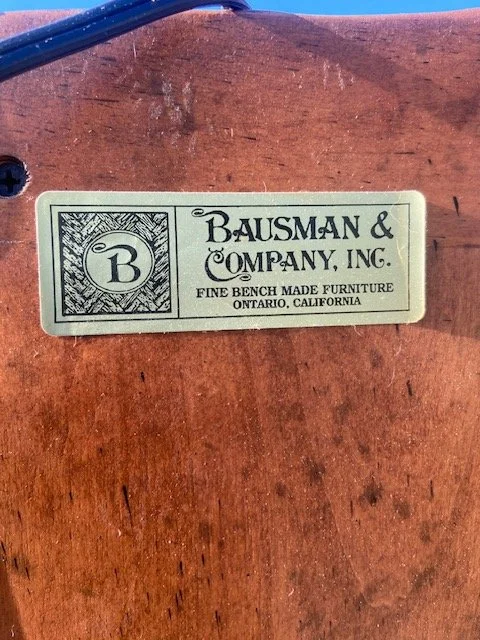 B
BAUSMAN &
COMPANY, INC.
FINE BENCH MADE FURNITURE
ONTARIO, CALIFORNIA